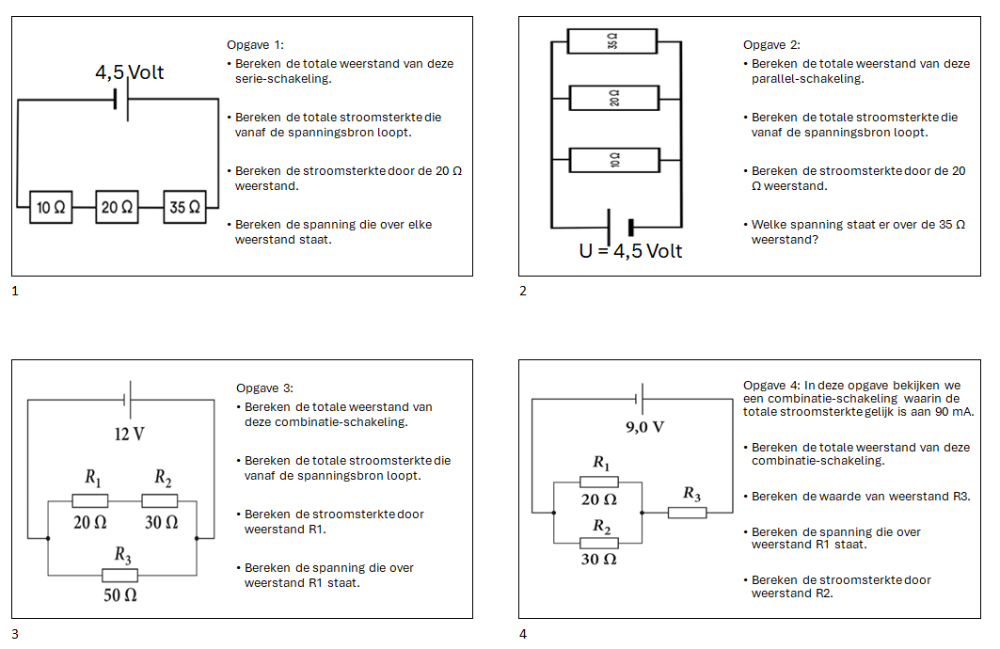 4,5 Volt
10 Ω
20 Ω
35 Ω
Opgave 1:
• Bereken de totale weerstand van deze
serie-schakeling.
• Bereken de totale stroomsterkte die
vanaf de spanningsbron loopt.
• Bereken de stroomsterkte door de 20 Ω
weerstand.
• Bereken de spanning die over elke
weerstand staat.
1
35 Ω
20 Ω
10 Ω
U = 4,5 Volt
Opgave 2:
• Bereken de totale weerstand van deze
parallel-schakeling.
• Bereken de totale stroomsterkte die
vanaf de spanningsbron loopt.
• Bereken de stroomsterkte door de 20
Ω weerstand.
• Welke spanning staat er over de 35 Ω
weerstand?
2
12 V
R₁
R₂
20 Ω
30 Ω
R₃
50 Ω
Opgave 3:
• Bereken de totale weerstand van
deze combinatie-schakeling.
• Bereken de totale stroomsterkte die
vanaf de spanningsbron loopt.
• Bereken de stroomsterkte door
weerstand R1.
• Bereken de spanning die over
weerstand R1 staat.
3
9,0 V
R₁
20 Ω
R₃
R₂
30 Ω
Opgave 4: In deze opgave bekijken we
een combinatie-schakeling waarin de
totale stroomsterkte gelijk is aan 90 mA.
• Bereken de totale weerstand van deze
combinatie-schakeling.
• Bereken de waarde van weerstand R3.
• Bereken de spanning die over
weerstand R1 staat.
• Bereken de stroomsterkte door
weerstand R2.
4